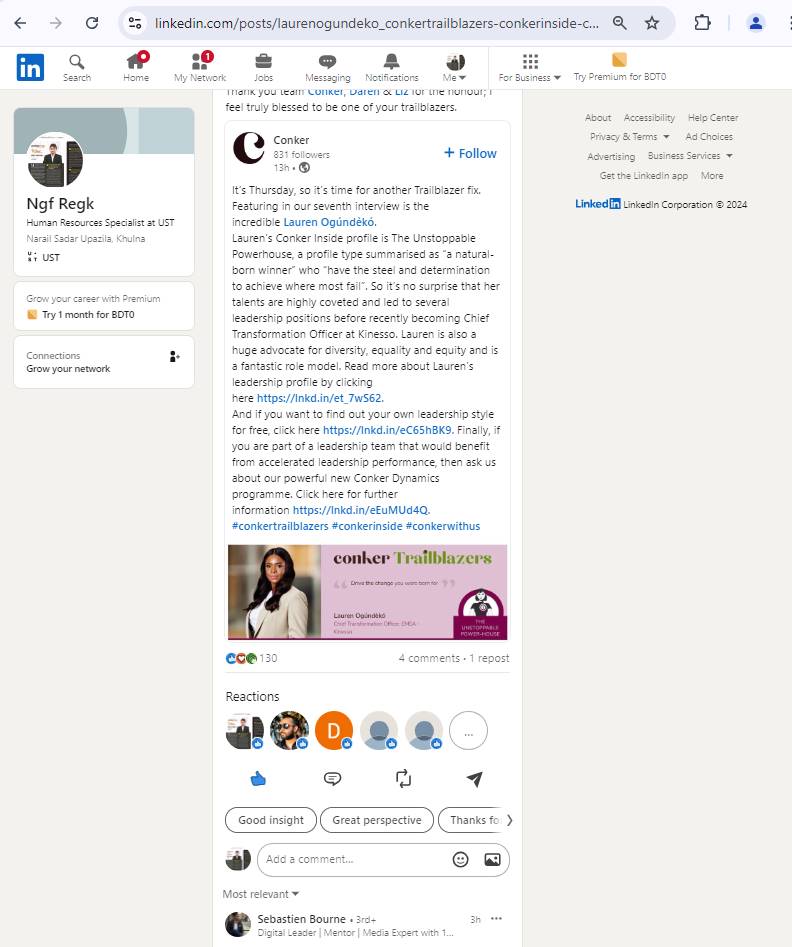 linkedin.com/posts/laurenogundeko_conkertrailblazers-conkerinside-c...
in
Search
Home
1
My Network
Jobs
Messaging
Notifications
Me
For Business
Try Premium for BDT0
Thank you team Conker, Daren & Liz for the honour; I
feel truly blessed to be one of your trailblazers.
Ngf Regk
Human Resources Specialist at UST
Narail Sadar Upazila, Khulna
UST
Grow your career with Premium
Try 1 month for BDT0
Connections
Grow your network
Conker
831 followers
13h •
+ Follow
It's Thursday, so it's time for another Trailblazer fix.
Featuring in our seventh interview is the
incredible Lauren Ogúndèkó.
Lauren's Conker Inside profile is The Unstoppable
Powerhouse, a profile type summarised as "a natural-
born winner" who "have the steel and determination
to achieve where most fail". So it's no surprise that her
talents are highly coveted and led to several
leadership positions before recently becoming Chief
Transformation Officer at Kinesso. Lauren is also a
huge advocate for diversity, equality and equity and is
a fantastic role model. Read more about Lauren's
leadership profile by clicking
here https://lnkd.in/et_7wS62.
And if you want to find out your own leadership style
for free, click here https://lnkd.in/eC65hBK9. Finally, if
you are part of a leadership team that would benefit
from accelerated leadership performance, then ask us
about our powerful new Conker Dynamics
programme. Click here for further
information https://lnkd.in/eEuMUd4Q.
#conkertrailblazers #conkerinside #conkerwithus
conker Trailblazers
Drive the change you were born for
Lauren Ogúndèkó
Chief Transformation Officer, EMEA -
Kinesso
THE
UNSTOPPABLE
POWER-HOUSE
130
4 comments • 1 repost
Reactions
D
...
Good insight
Great perspective
Thanks fo
Add a comment...
Most relevant
Sebastien Bourne • 3rd+
3h
Digital Leader | Mentor | Media Expert with 1...
About
Accessibility
Help Center
Privacy & Terms
Ad Choices
Advertising
Business Services
Get the LinkedIn app
More
Linkedin LinkedIn Corporation © 2024